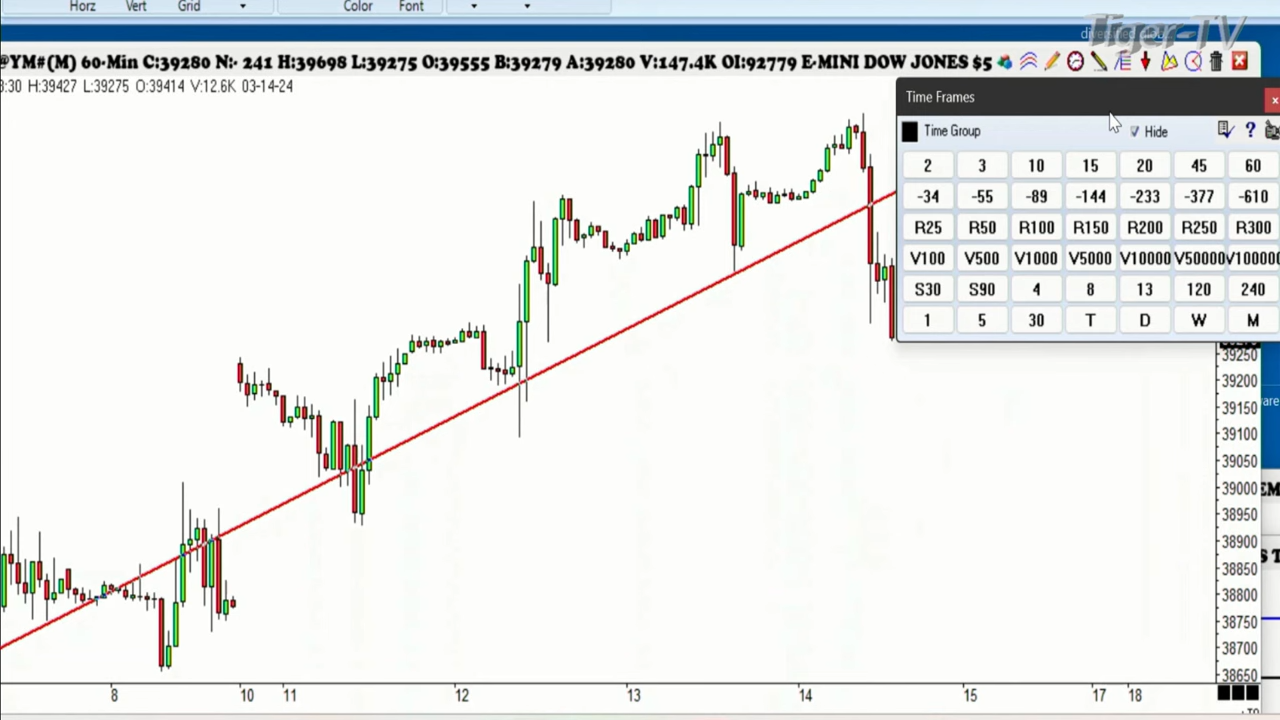 Horz Vert Grid Color Font
Tiger-TV
@YM#(M) 60-Min C:39280 N:- 241 H:39698 L:39275 O:39555 B:39279 A:39280 V:147.4K OI:92779 E-MINI DOW JONES $5
3:30 H:39427 L:39275 O:39414 V:12.6K 03-14-24
Time Frames
Time Group Hide
2 3 10 15 20 45 60
-34 -55 -89 -144 -233 -377 -610
R25 R50 R100 R150 R200 R250 R300
V100 V500 V1000 V5000 V10000 V50000 V100000
S30 S90 4 8 13 120 240
1 5 30 T D W M
39250
39200
39150
39100
39050
39000
38950
38900
38850
38800
38750
38700
38650
8 10 11 12 13 14 15 17 18